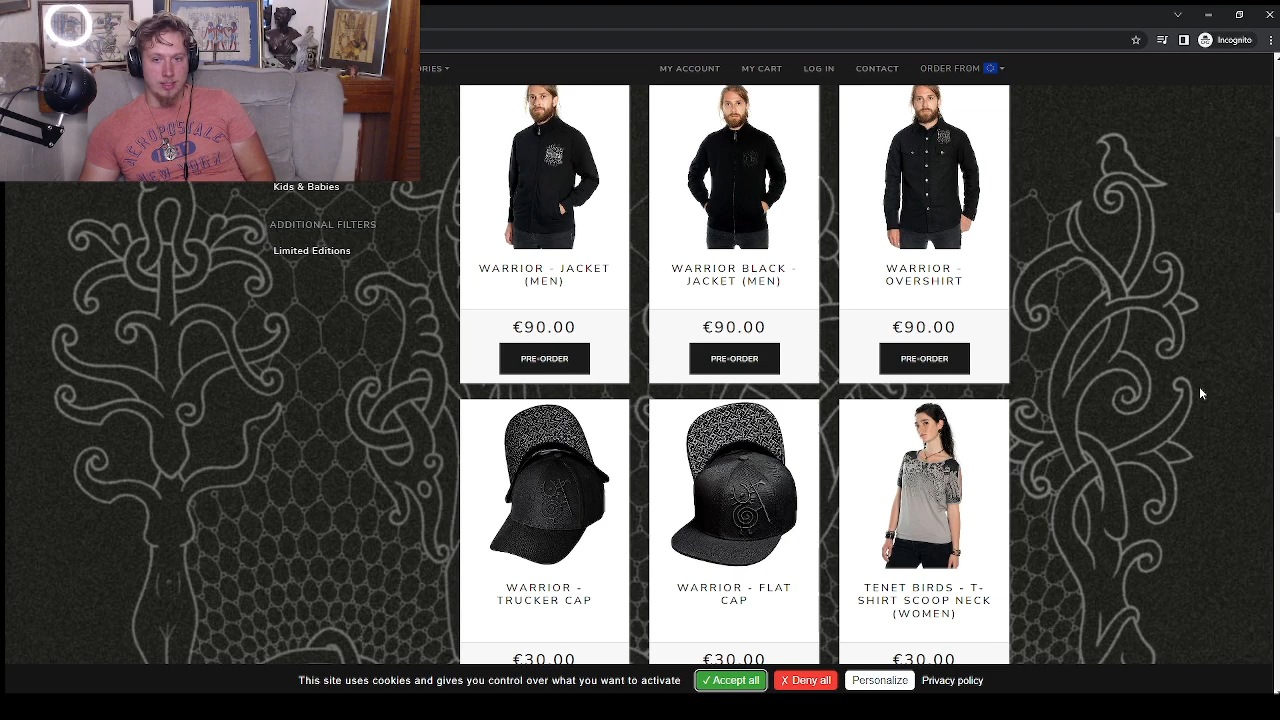 Incognito
ORIES
MY ACCOUNT
MY CART
LOG IN
CONTACT
ORDER FROM
AEROPOSTALE
NEW YORK
Kids & Babies
ADDITIONAL FILTERS
Limited Editions
WARRIOR - JACKET
(MEN)
€90.00
PRE-ORDER
WARRIOR BLACK -
JACKET (MEN)
€90.00
PRE-ORDER
WARRIOR -
OVERSHIRT
€90.00
PRE-ORDER
WARRIOR -
TRUCKER CAP
€30.00
WARRIOR - FLAT
CAP
€30.00
TENET BIRDS - T-
SHIRT SCOOP NECK
(WOMEN)
€30.00
This site uses cookies and gives you control over what you want to activate
✓ Accept all
✗ Deny all
Personalize
Privacy policy